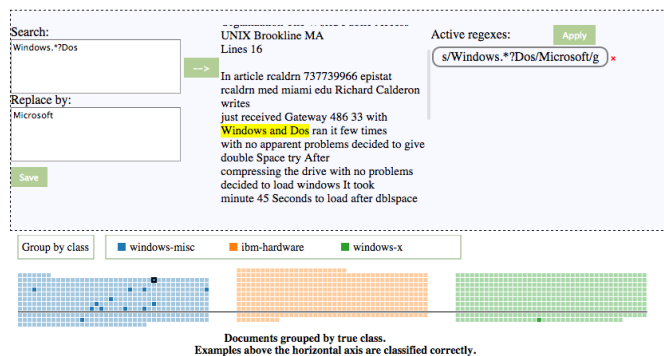 Search:
Windows.*?Dos
-->
Replace by:
Microsoft
Save
UNIX Brookline MA
Lines 16
In article rcaldrn 737739966 epistat
rcaldrn med miami edu Richard Calderon
writes
just received Gateway 486 33 with
Windows and Dos ran it few times
with no apparent problems decided to give
double Space try After
compressing the drive with no problems
decided to load windows It took
minute 45 Seconds to load after dblspace
Active regexes:
Apply
s/Windows.*?Dos/Microsoft/g
×
Group by class
windows-misc
ibm-hardware
windows-x
Documents grouped by true class.
Examples above the horizontal axis are classified correctly.